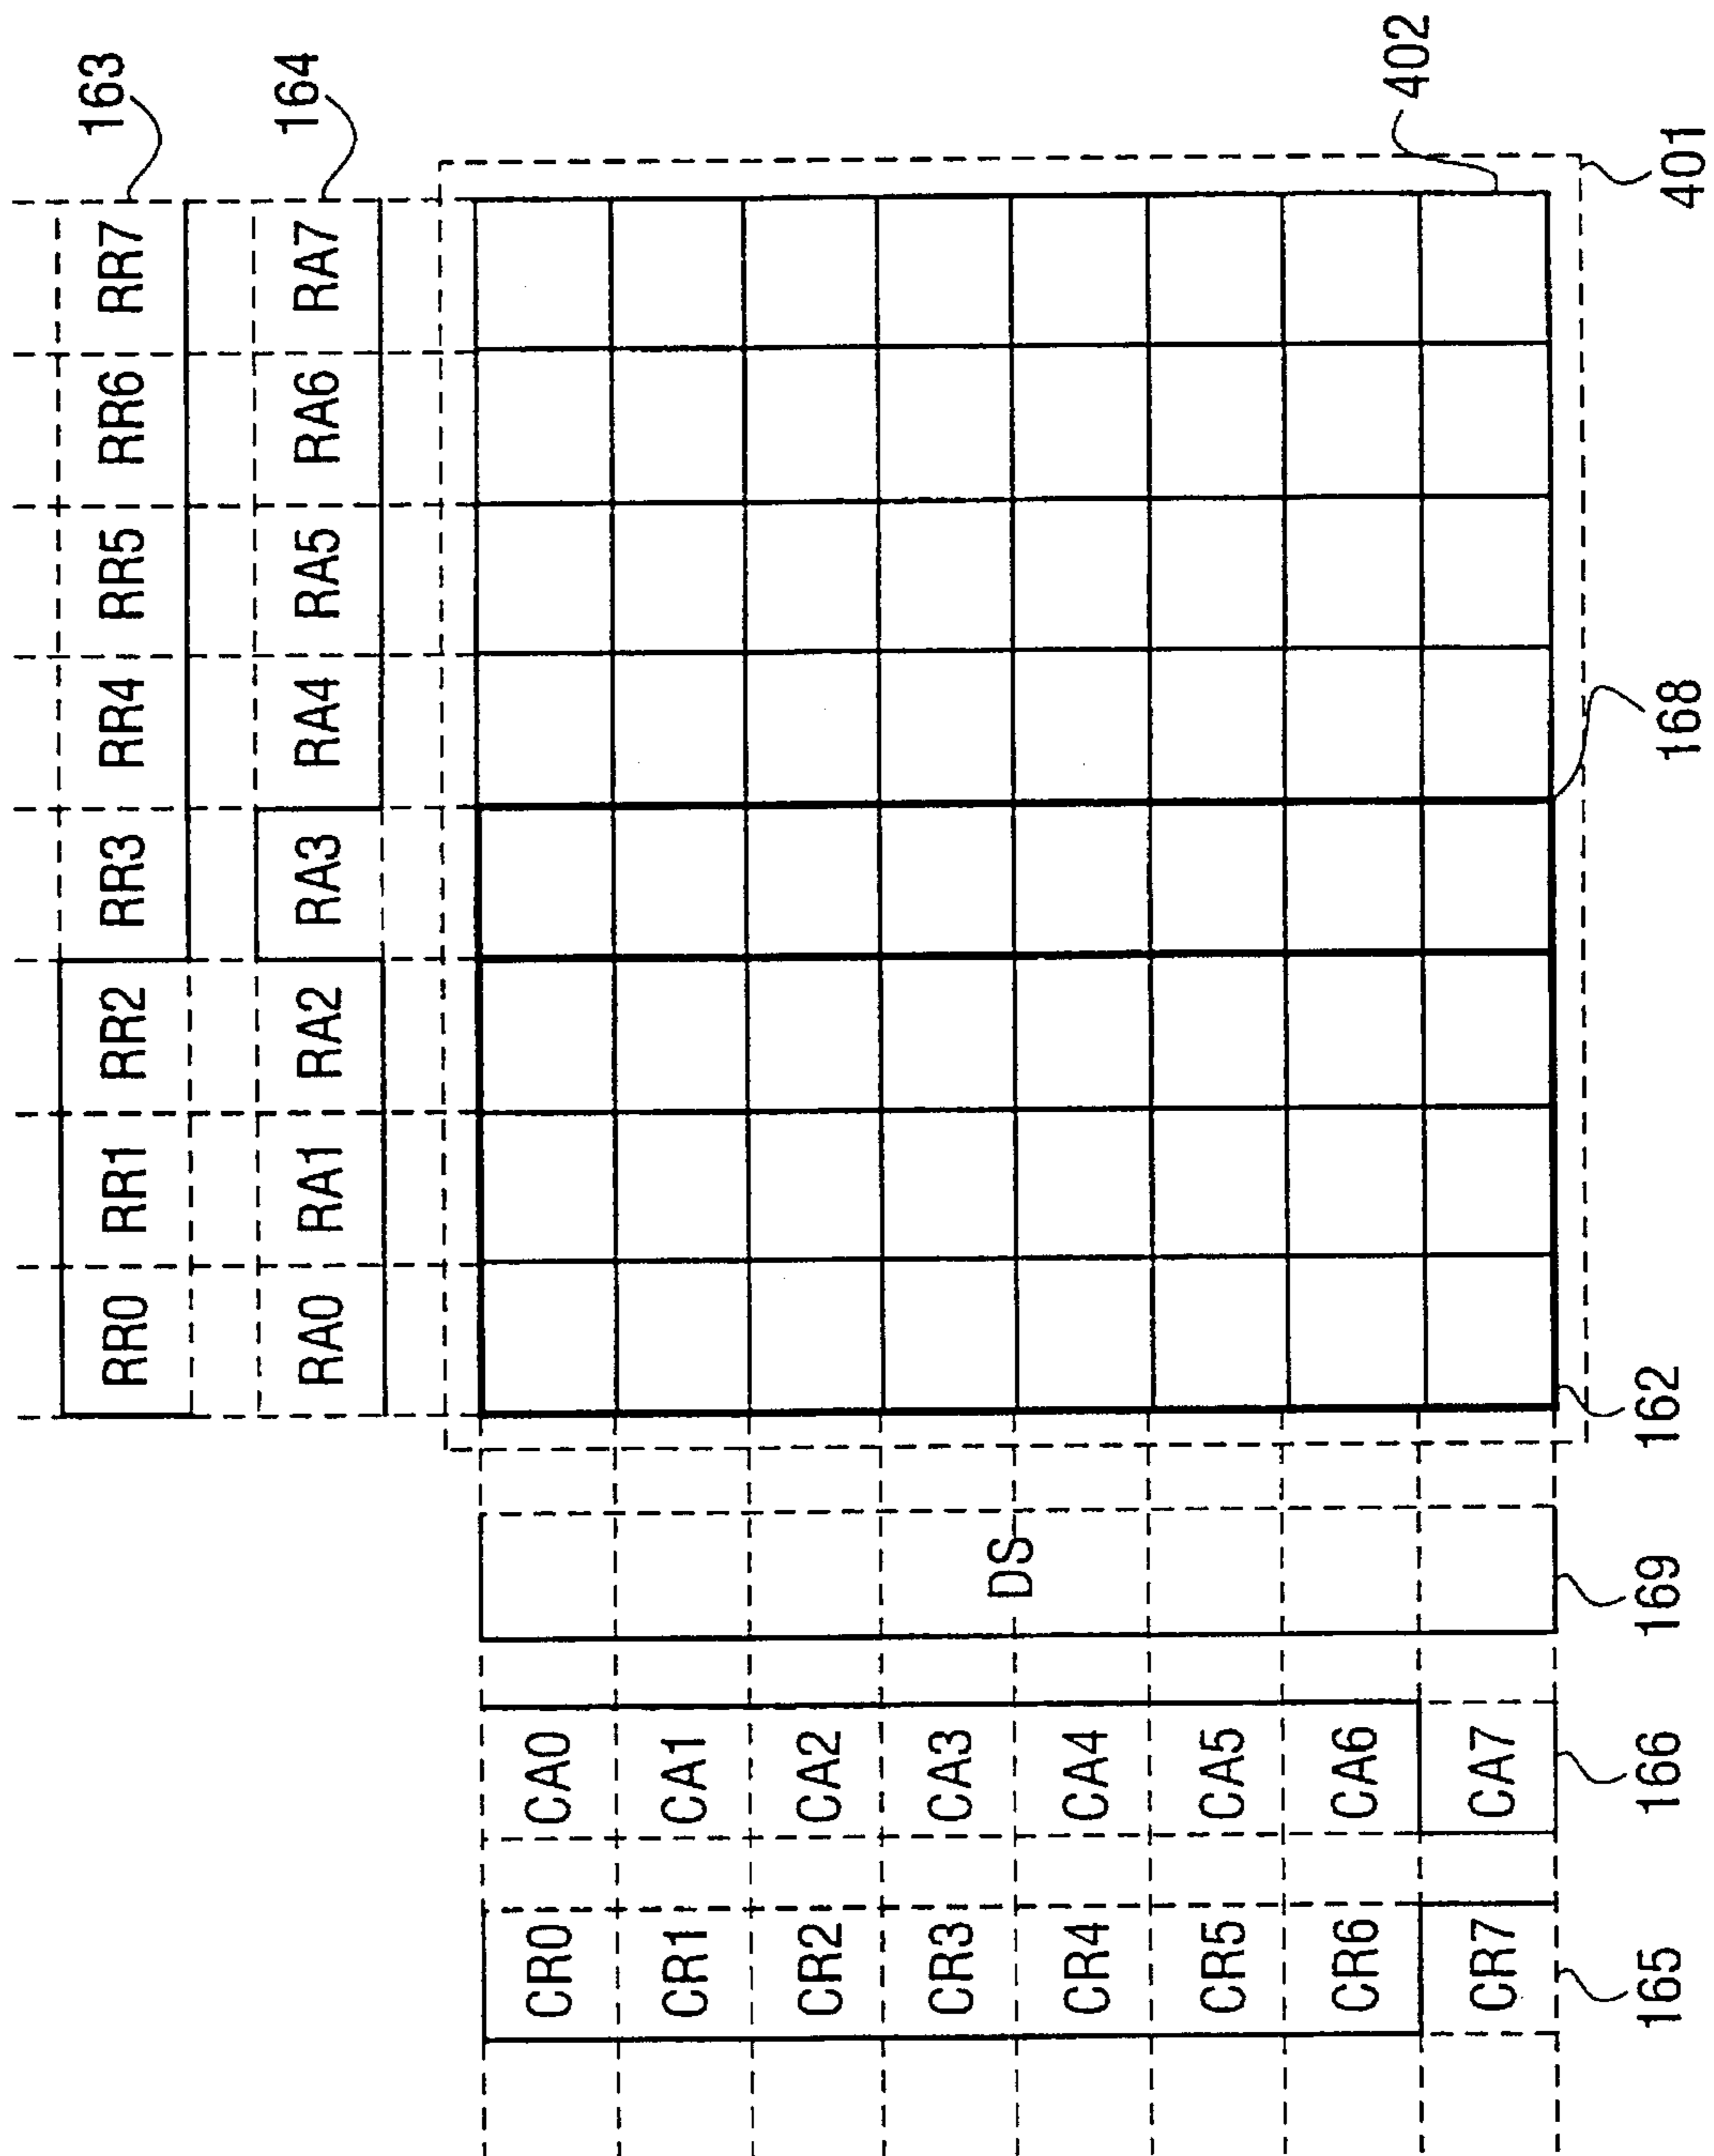 RR0 RR1 RR2 RR3 RR4 RR5 RR6 RR7 163
RA0 RA1 RA2 RA3 RA4 RA5 RA6 RA7 164
CR0 CA0
CR1 CA1
CR2 CA2
CR3 CA3
DS
CR4 CA4
CR5 CA5
CR6 CA6
402
CR7 CA7
165 166 169 162 168 401